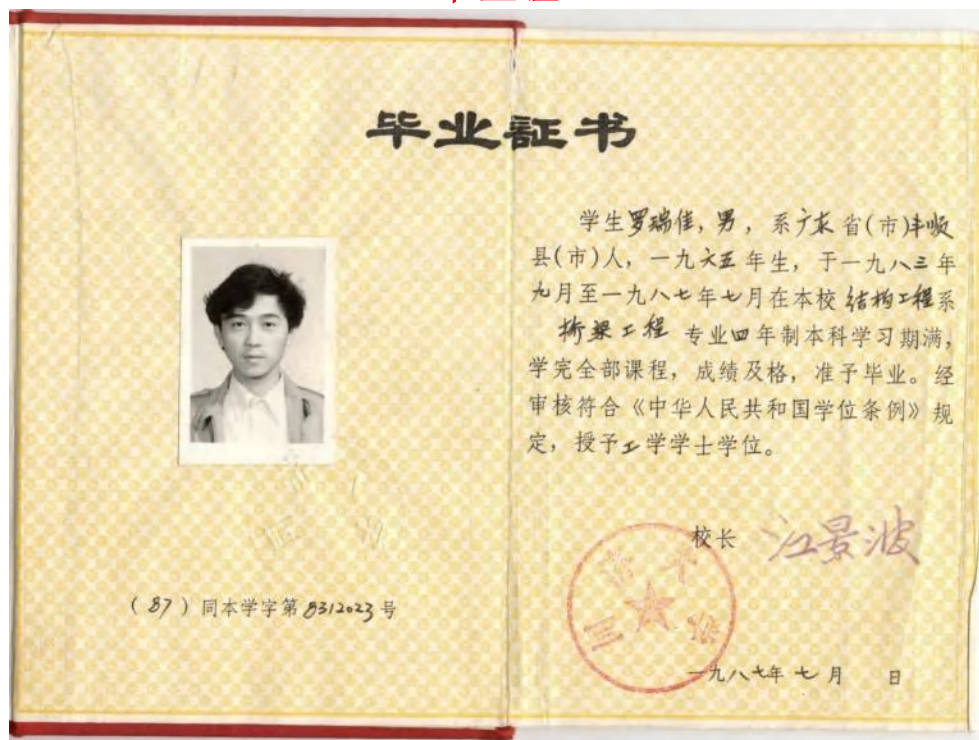 毕业証书
学生罗瑞佳，男，系广东省(市)丰顺
县(市)人，一九六五年生，于一九八三年
九月至一九八七年七月在本校结构工程系
桥梁工程 专业四年制本科学习期满，
学完全部课程，成绩及格，准予毕业。经
审核符合《中华人民共和国学位条例》规
定，授予工学学士学位。
校长 江景波
(87)同本学字第8312023号
一九八七年七月 日